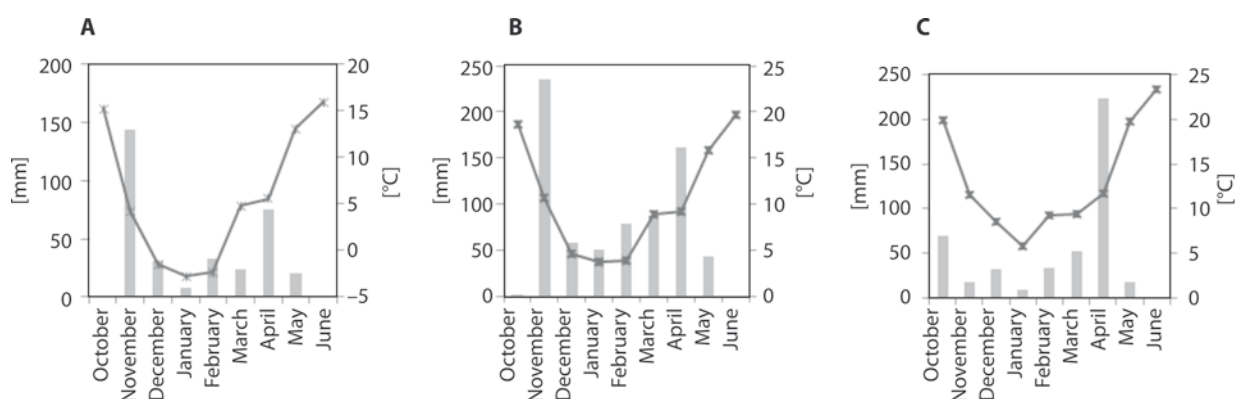 A
200
150
100
50
0
[mm]
20
15
10
5
0
−5
[°C]
October
November
December
January
February
March
April
May
June
B
250
200
150
100
50
0
[mm]
25
20
15
10
5
0
[°C]
October
November
December
January
February
March
April
May
June
C
250
200
150
100
50
0
[mm]
25
20
15
10
5
0
[°C]
October
November
December
January
February
March
April
May
June